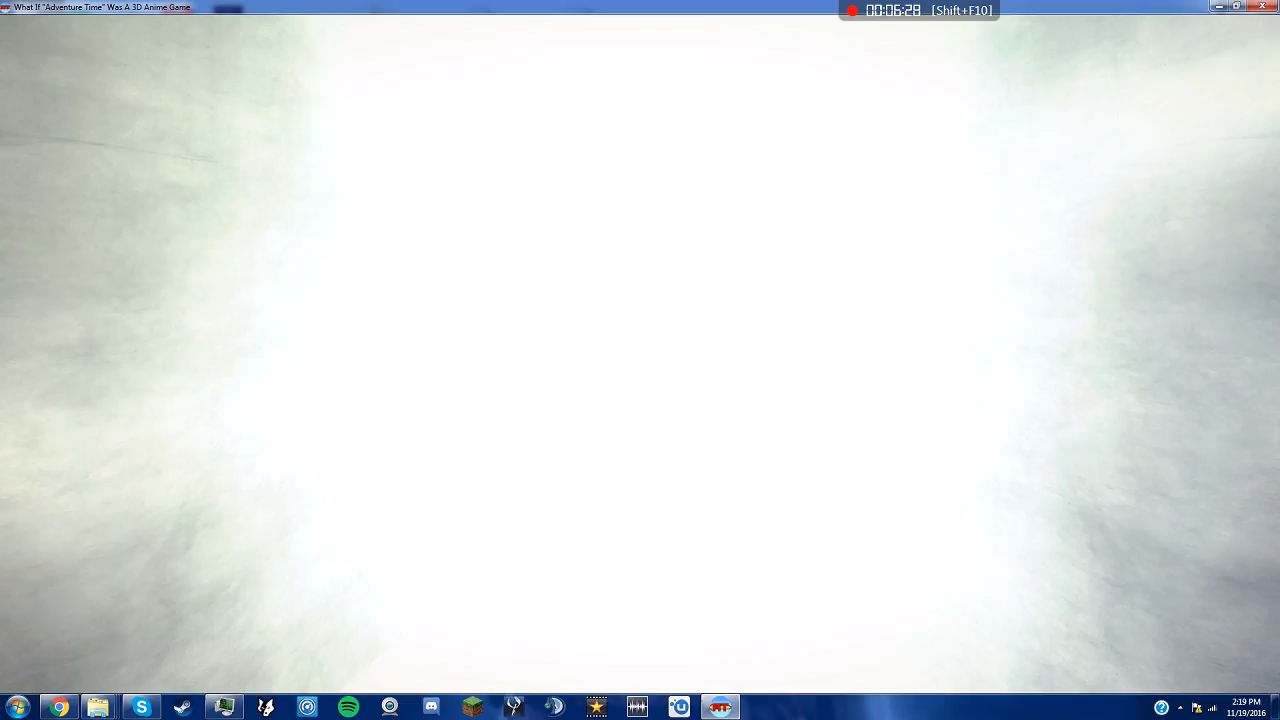 What If "Adventure Time" Was A 3D Anime Game
00:06:28 [Shift+F10]
2:19 PM
11/19/2016